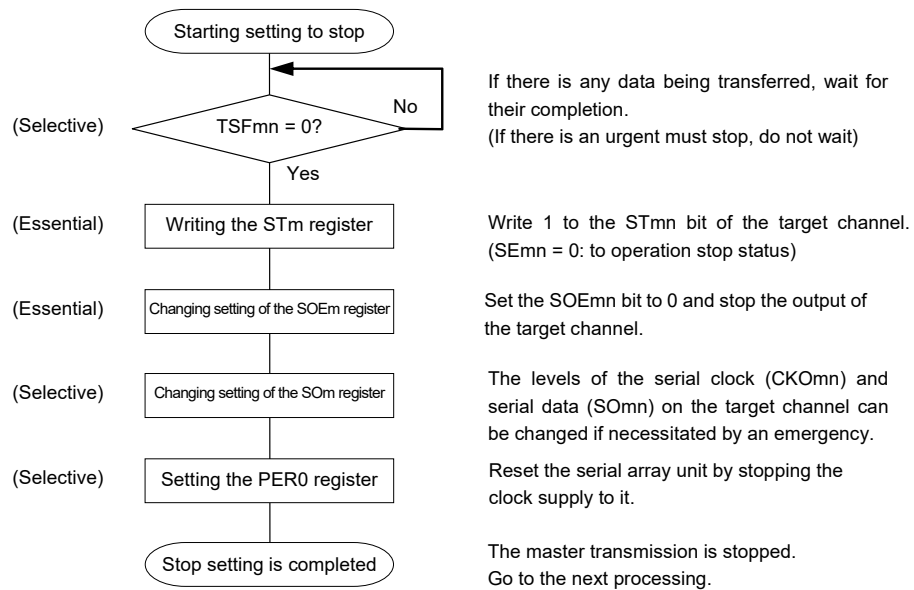 Starting setting to stop
No
(Selective)
TSFmn = 0?
If there is any data being transferred, wait for
their completion.
(If there is an urgent must stop, do not wait)
Yes
(Essential)
Writing the STm register
Write 1 to the STmn bit of the target channel.
(SEmn = 0: to operation stop status)
(Essential)
Changing setting of the SOEm register
Set the SOEmn bit to 0 and stop the output of
the target channel.
(Selective)
Changing setting of the SOm register
The levels of the serial clock (CKOmn) and
serial data (SOmn) on the target channel can
be changed if necessitated by an emergency.
(Selective)
Setting the PER0 register
Reset the serial array unit by stopping the
clock supply to it.
Stop setting is completed
The master transmission is stopped.
Go to the next processing.